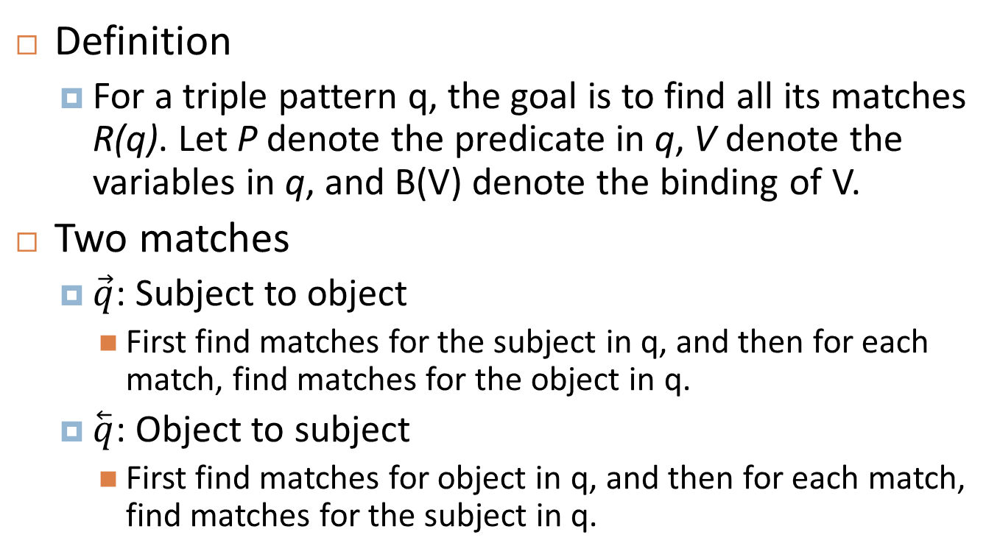 Definition
For a triple pattern q, the goal is to find all its matches
R(q). Let P denote the predicate in q, V denote the
variables in q, and B(V) denote the binding of V.
Two matches
q⃗: Subject to object
First find matches for the subject in q, and then for each
match, find matches for the object in q.
q⃖: Object to subject
First find matches for object in q, and then for each match,
find matches for the subject in q.